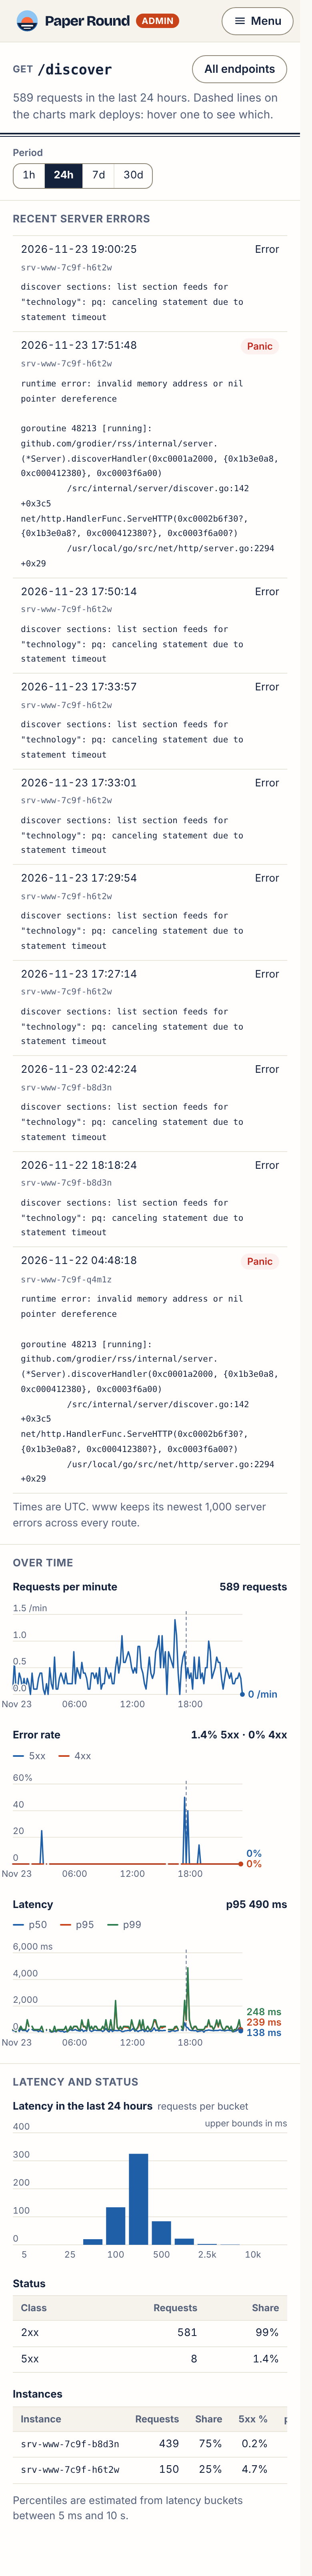 Paper Round ADMIN Menu
GET /discover All endpoints
589 requests in the last 24 hours. Dashed lines on
the charts mark deploys: hover one to see which.
Period
1h 24h 7d 30d
RECENT SERVER ERRORS
2026-11-23 19:00:25 Error
srv-www-7c9f-h6t2w
discover sections: list section feeds for
"technology": pq: canceling statement due to
statement timeout
2026-11-23 17:51:48 Panic
srv-www-7c9f-h6t2w
runtime error: invalid memory address or nil
pointer dereference
goroutine 48213 [running]:
github.com/grodier/rss/internal/server.
(*Server).discoverHandler(0xc0001a2000, {0x1b3e0a8,
0xc000412380}, 0xc0003f6a00)
/src/internal/server/discover.go:142
+0x3c5
net/http.HandlerFunc.ServeHTTP(0xc0002b6f30?,
{0x1b3e0a8?, 0xc000412380?}, 0xc0003f6a00?)
/usr/local/go/src/net/http/server.go:2294
+0x29
2026-11-23 17:50:14 Error
srv-www-7c9f-h6t2w
discover sections: list section feeds for
"technology": pq: canceling statement due to
statement timeout
2026-11-23 17:33:57 Error
srv-www-7c9f-h6t2w
discover sections: list section feeds for
"technology": pq: canceling statement due to
statement timeout
2026-11-23 17:33:01 Error
srv-www-7c9f-h6t2w
discover sections: list section feeds for
"technology": pq: canceling statement due to
statement timeout
2026-11-23 17:29:54 Error
srv-www-7c9f-h6t2w
discover sections: list section feeds for
"technology": pq: canceling statement due to
statement timeout
2026-11-23 17:27:14 Error
srv-www-7c9f-h6t2w
discover sections: list section feeds for
"technology": pq: canceling statement due to
statement timeout
2026-11-23 02:42:24 Error
srv-www-7c9f-b8d3n
discover sections: list section feeds for
"technology": pq: canceling statement due to
statement timeout
2026-11-22 18:18:24 Error
srv-www-7c9f-b8d3n
discover sections: list section feeds for
"technology": pq: canceling statement due to
statement timeout
2026-11-22 04:48:18 Panic
srv-www-7c9f-q4m1z
runtime error: invalid memory address or nil
pointer dereference
goroutine 48213 [running]:
github.com/grodier/rss/internal/server.
(*Server).discoverHandler(0xc0001a2000, {0x1b3e0a8,
0xc000412380}, 0xc0003f6a00)
/src/internal/server/discover.go:142
+0x3c5
net/http.HandlerFunc.ServeHTTP(0xc0002b6f30?,
{0x1b3e0a8?, 0xc000412380?}, 0xc0003f6a00?)
/usr/local/go/src/net/http/server.go:2294
+0x29
Times are UTC. www keeps its newest 1,000 server
errors across every route.
OVER TIME
Requests per minute 589 requests
1.5 /min
1.0
0.5
0.0
0 /min
Nov 23 06:00 12:00 18:00
Error rate 1.4% 5xx · 0% 4xx
5xx 4xx
60%
40
20
0
0%
0%
Nov 23 06:00 12:00 18:00
Latency p95 490 ms
p50 p95 p99
6,000 ms
4,000
2,000
0
248 ms
239 ms
138 ms
Nov 23 06:00 12:00 18:00
LATENCY AND STATUS
Latency in the last 24 hours requests per bucket
upper bounds in ms
400
300
200
100
0
5 25 100 500 2.5k 10k
Status
Class Requests Share
2xx 581 99%
5xx 8 1.4%
Instances
Instance Requests Share 5xx %
srv-www-7c9f-b8d3n 439 75% 0.2%
srv-www-7c9f-h6t2w 150 25% 4.7%
Percentiles are estimated from latency buckets
between 5 ms and 10 s.